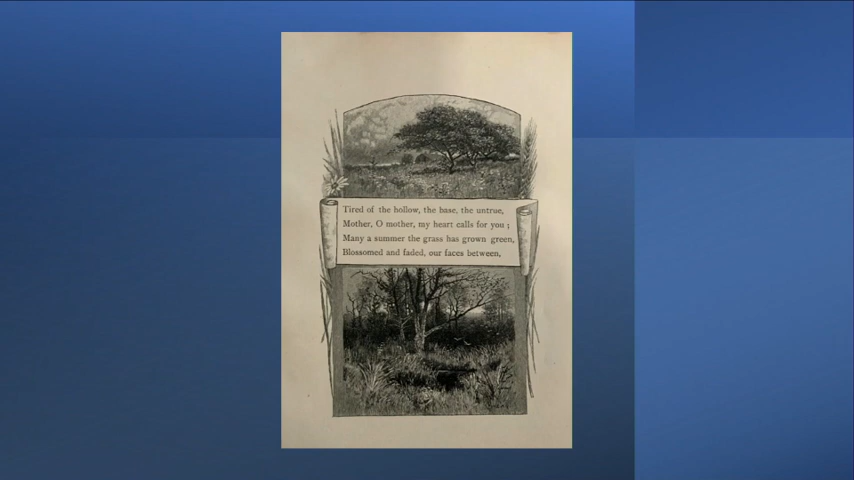 Tired of the hollow, the base, the untrue,
Mother, O mother, my heart calls for you ;
Many a summer the grass has grown green,
Blossomed and faded, our faces between,